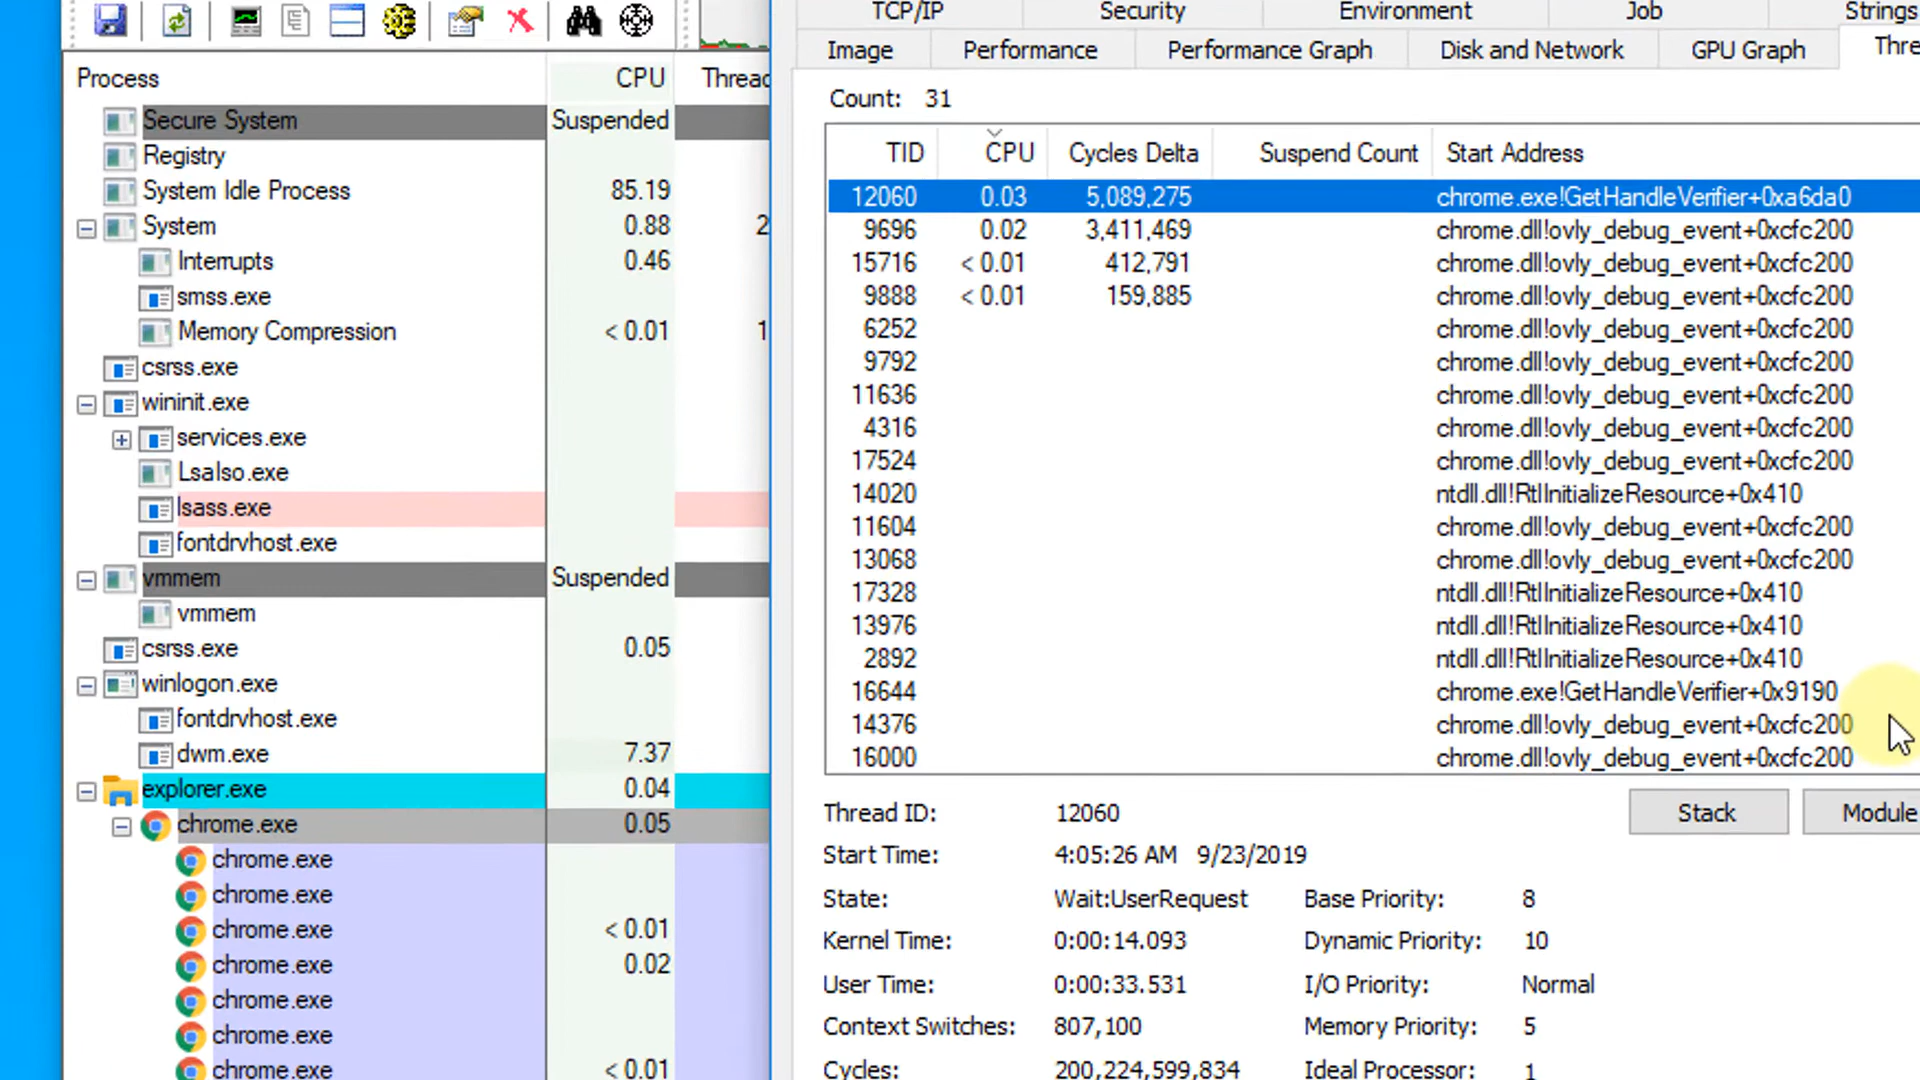 Process CPU Thread
Secure System Suspended
Registry
System Idle Process 85.19
System 0.88 2
Interrupts 0.46
smss.exe
Memory Compression < 0.01 1
csrss.exe
wininit.exe
services.exe
LsaIso.exe
lsass.exe
fontdrvhost.exe
vmmem Suspended
vmmem
csrss.exe 0.05
winlogon.exe
fontdrvhost.exe
dwm.exe 7.37
explorer.exe 0.04
chrome.exe 0.05
chrome.exe
chrome.exe
chrome.exe < 0.01
chrome.exe 0.02
chrome.exe
chrome.exe
chrome.exe < 0.01
TCP/IP Security Environment Job Strings
Image Performance Performance Graph Disk and Network GPU Graph Thre
Count: 31
TID CPU Cycles Delta Suspend Count Start Address
12060 0.03 5,089,275 chrome.exe!GetHandleVerifier+0xa6da0
9696 0.02 3,411,469 chrome.dll!ovly_debug_event+0xcfc200
15716 < 0.01 412,791 chrome.dll!ovly_debug_event+0xcfc200
9888 < 0.01 159,885 chrome.dll!ovly_debug_event+0xcfc200
6252 chrome.dll!ovly_debug_event+0xcfc200
9792 chrome.dll!ovly_debug_event+0xcfc200
11636 chrome.dll!ovly_debug_event+0xcfc200
4316 chrome.dll!ovly_debug_event+0xcfc200
17524 chrome.dll!ovly_debug_event+0xcfc200
14020 ntdll.dll!RtlInitializeResource+0x410
11604 chrome.dll!ovly_debug_event+0xcfc200
13068 chrome.dll!ovly_debug_event+0xcfc200
17328 ntdll.dll!RtlInitializeResource+0x410
13976 ntdll.dll!RtlInitializeResource+0x410
2892 ntdll.dll!RtlInitializeResource+0x410
16644 chrome.exe!GetHandleVerifier+0x9190
14376 chrome.dll!ovly_debug_event+0xcfc200
16000 chrome.dll!ovly_debug_event+0xcfc200
Thread ID: 12060 Stack Module
Start Time: 4:05:26 AM 9/23/2019
State: Wait:UserRequest Base Priority: 8
Kernel Time: 0:00:14.093 Dynamic Priority: 10
User Time: 0:00:33.531 I/O Priority: Normal
Context Switches: 807,100 Memory Priority: 5
Cycles: 200,224,599,834 Ideal Processor: 1